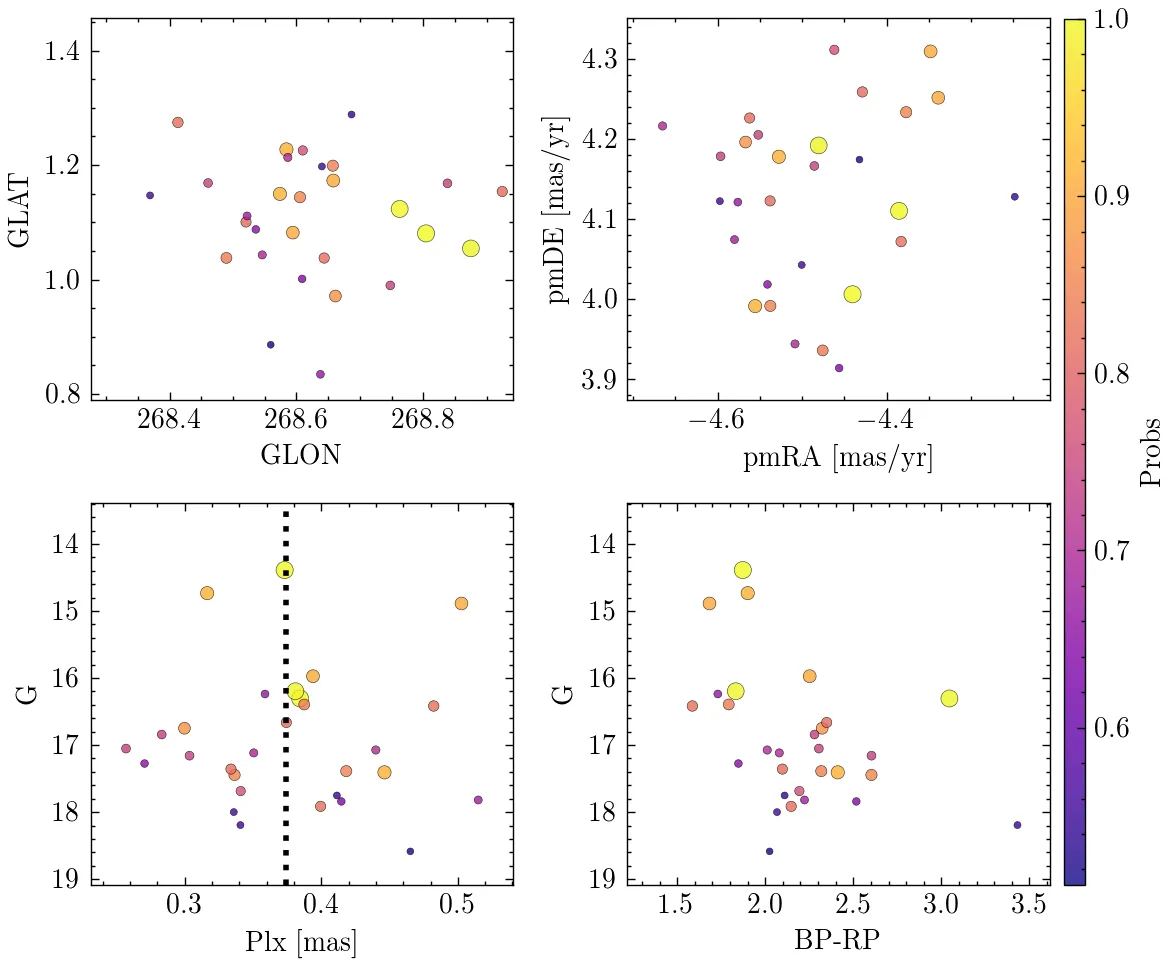 1.4
1.2
1.0
0.8
GLAT
268.4 268.6 268.8
GLON
4.3
4.2
4.1
4.0
3.9
pmDE [mas/yr]
−4.6 −4.4
pmRA [mas/yr]
14
15
16
17
18
19
G
0.3 0.4 0.5
Plx [mas]
14
15
16
17
18
19
G
1.5 2.0 2.5 3.0 3.5
BP-RP
1.0
0.9
0.8
0.7
0.6
Probs